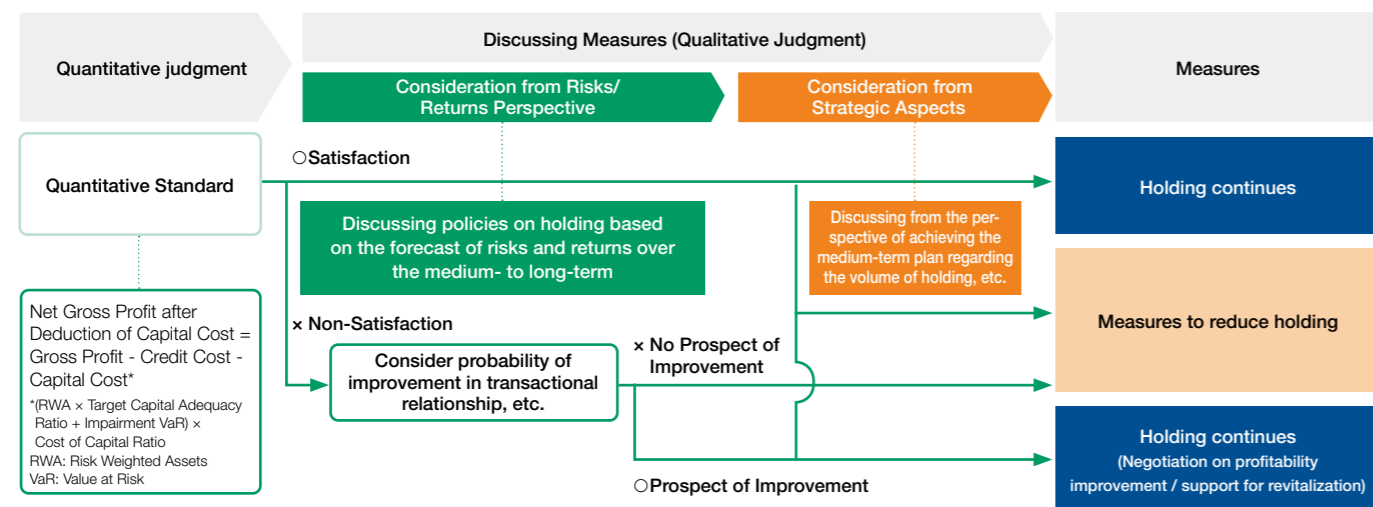 Quantitative judgment
Discussing Measures (Qualitative Judgment)
Consideration from Risks/
Returns Perspective
Consideration from
Strategic Aspects
Measures
Quantitative Standard
○Satisfaction
Holding continues
Discussing policies on holding based
on the forecast of risks and returns over
the medium- to long-term
Discussing from the per-
spective of achieving the
medium-term plan regarding
the volume of holding, etc.
Net Gross Profit after
Deduction of Capital Cost =
Gross Profit - Credit Cost -
Capital Cost*
*(RWA × Target Capital Adequacy
Ratio + Impairment VaR) ×
Cost of Capital Ratio
RWA: Risk Weighted Assets
VaR: Value at Risk
× Non-Satisfaction
Consider probability of
improvement in transactional
relationship, etc.
× No Prospect of
Improvement
Measures to reduce holding
○Prospect of Improvement
Holding continues
(Negotiation on profitability
improvement / support for revitalization)